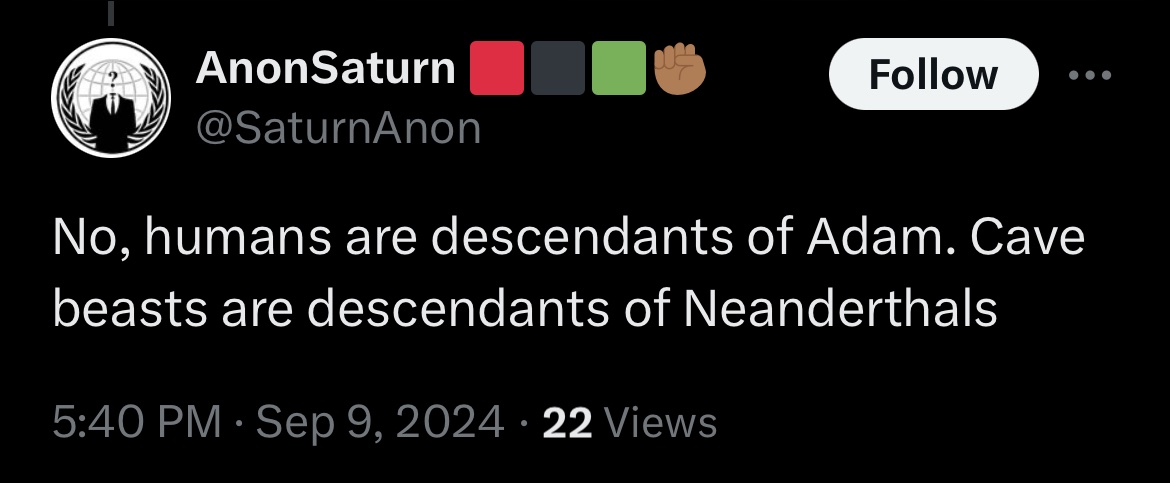 AnonSaturn 🟥⬛🟩✊🏽
Follow
@SaturnAnon
No, humans are descendants of Adam. Cave
beasts are descendants of Neanderthals
5:40 PM · Sep 9, 2024 · 22 Views